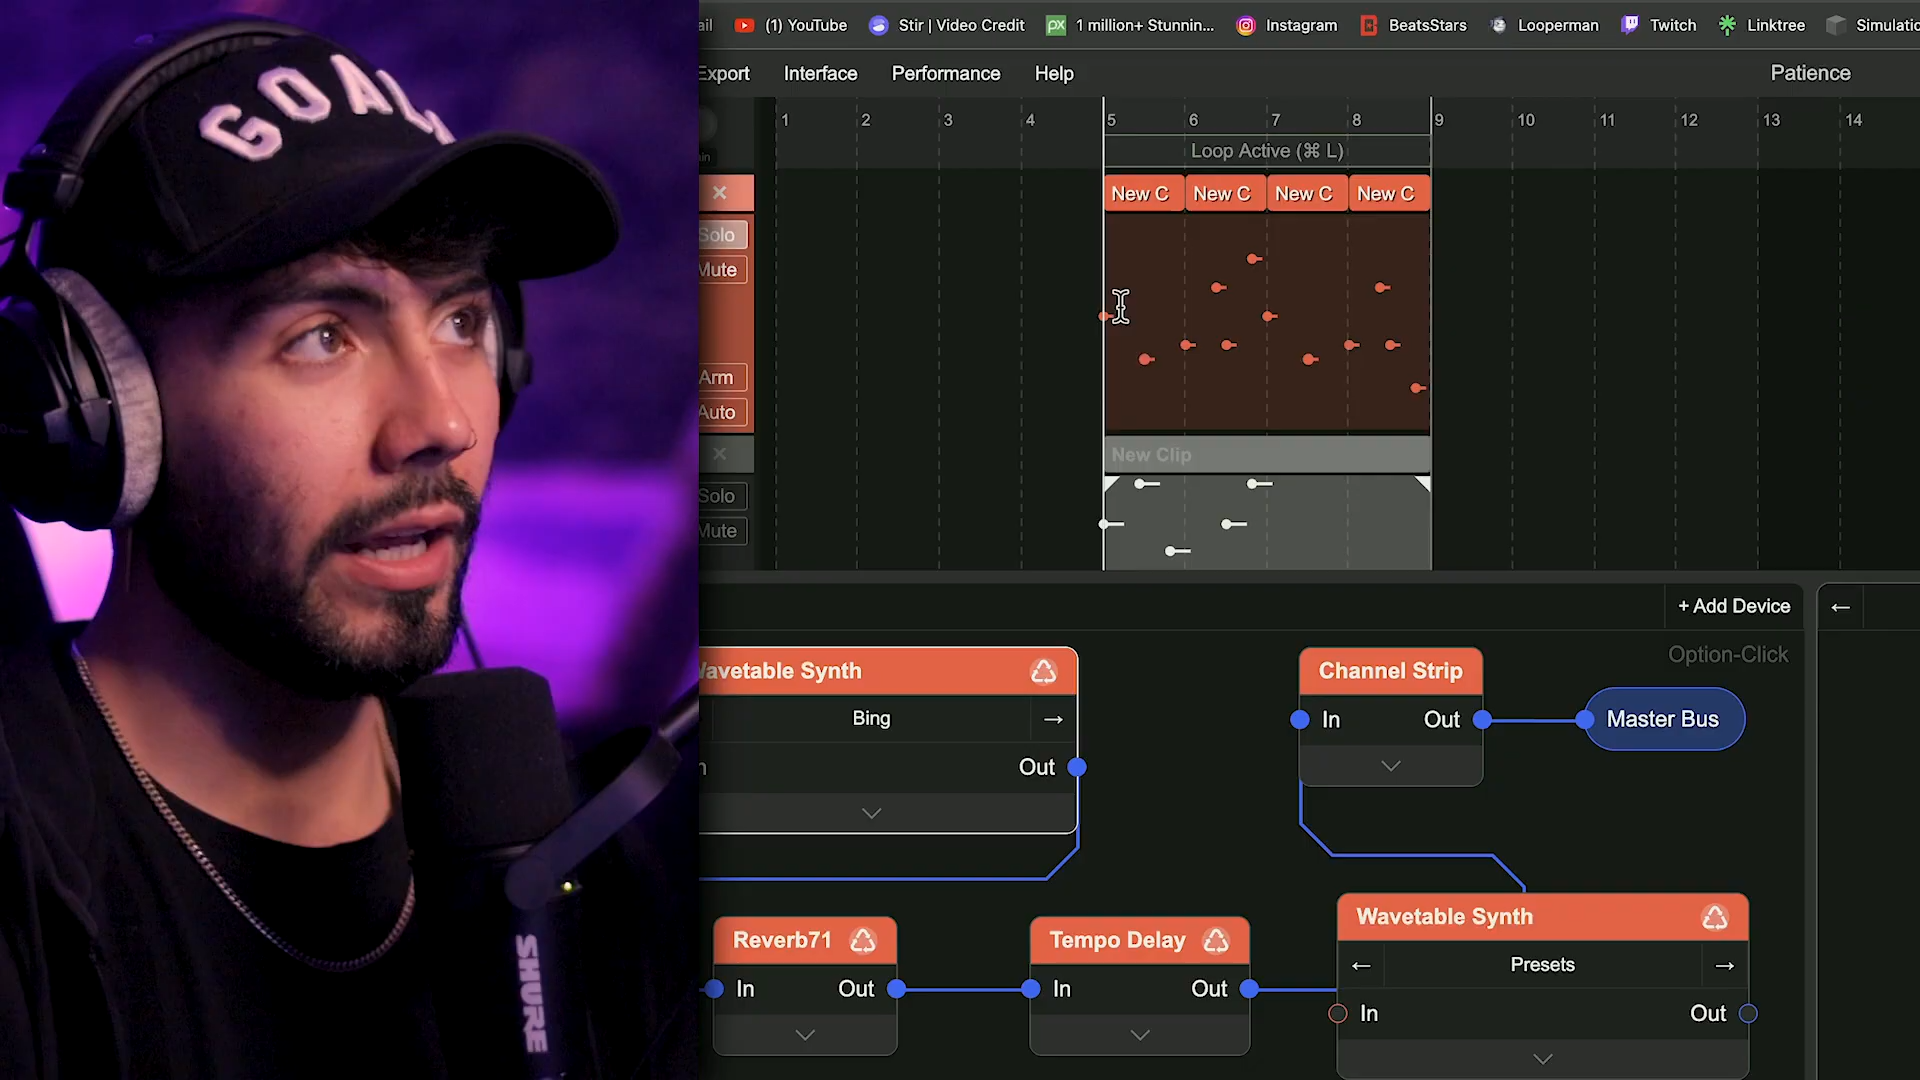 GOAL
ail (1) YouTube Stir | Video Credit 1 million+ Stunnin... Instagram BeatsStars Looperman Twitch Linktree Simulatio
Export Interface Performance Help Patience
1 2 3 4 5 6 7 8 9 10 11 12 13 14
Loop Active (⌘ L)
New C New C New C New C
Solo
Mute
Arm
Auto
New Clip
Solo
Mute
+ Add Device
Option-Click
Wavetable Synth
Bing
Out
Channel Strip
In Out
Master Bus
Reverb71
In Out
Tempo Delay
In Out
Wavetable Synth
Presets
In Out
SHURE